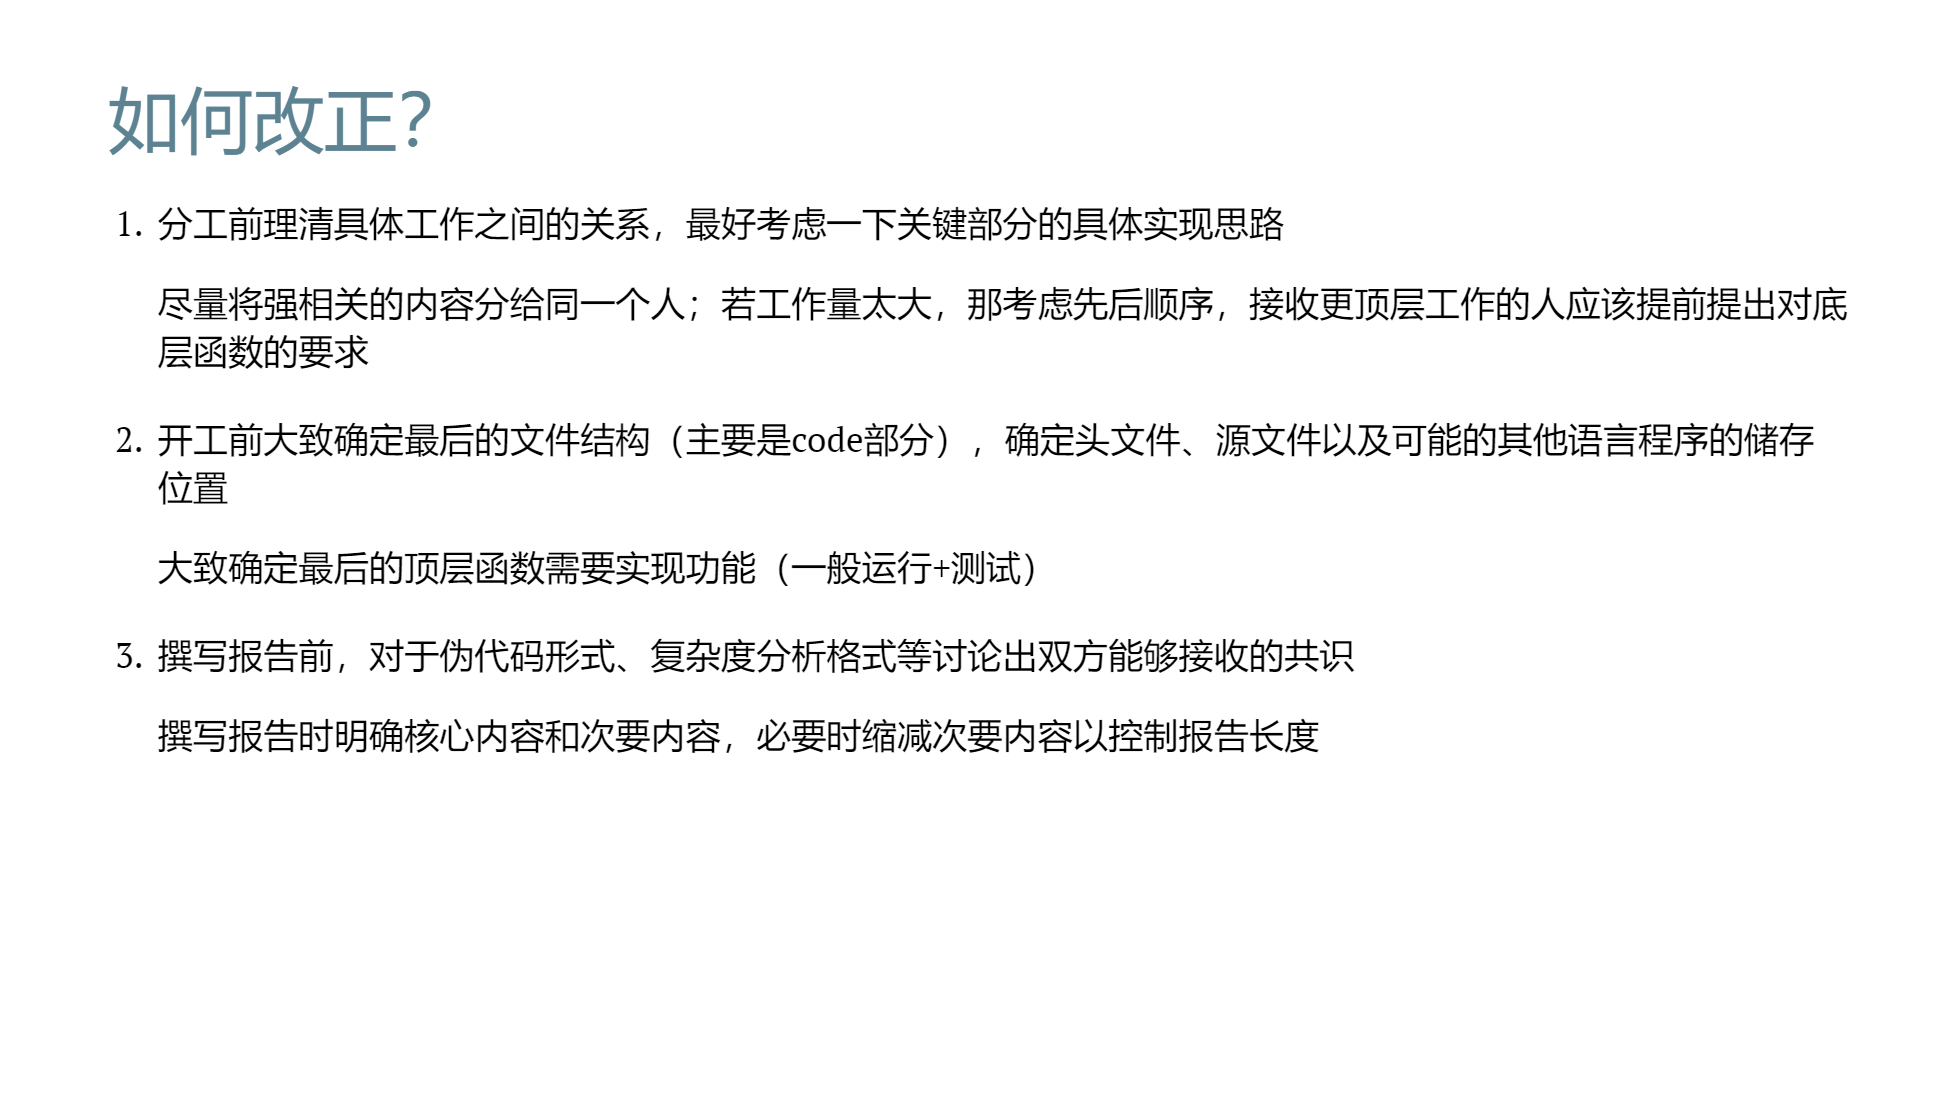 如何改正？
1. 分工前理清具体工作之间的关系，最好考虑一下关键部分的具体实现思路
尽量将强相关的内容分给同一个人；若工作量太大，那考虑先后顺序，接收更顶层工作的人应该提前提出对底
层函数的要求
2. 开工前大致确定最后的文件结构（主要是code部分），确定头文件、源文件以及可能的其他语言程序的储存
位置
大致确定最后的顶层函数需要实现功能（一般运行+测试）
3. 撰写报告前，对于伪代码形式、复杂度分析格式等讨论出双方能够接收的共识
撰写报告时明确核心内容和次要内容，必要时缩减次要内容以控制报告长度